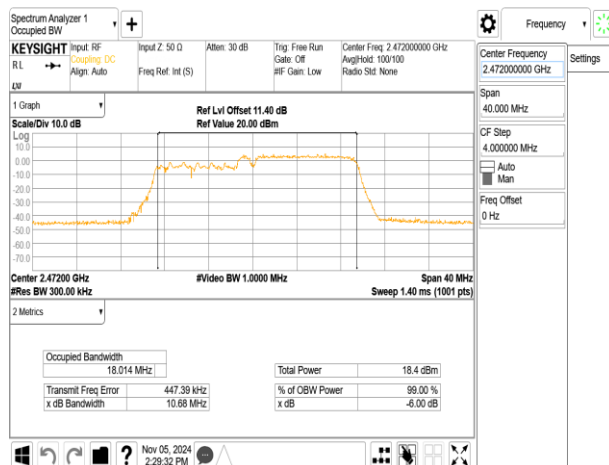 Spectrum Analyzer 1
Occupied BW
Frequency
KEYSIGHT
RL
Input: RF
Coupling: DC
Align: Auto
Input Z: 50 Ω
Freq Ref: Int (S)
Atten: 30 dB
Trig: Free Run
Gate: Off
#IF Gain: Low
Center Freq: 2.472000000 GHz
Avg|Hold: 100/100
Radio Std: None
Center Frequency
2.472000000 GHz
Settings
Span
40.000 MHz
CF Step
4.000000 MHz
Auto
Man
Freq Offset
0 Hz
1 Graph
Scale/Div 10.0 dB
Ref Lvl Offset 11.40 dB
Ref Value 20.00 dBm
Log
10.0
0.00
-10.0
-20.0
-30.0
-40.0
-50.0
-60.0
-70.0
Center 2.47200 GHz
#Video BW 1.0000 MHz
Span 40 MHz
#Res BW 300.00 kHz
Sweep 1.40 ms (1001 pts)
2 Metrics
Occupied Bandwidth
18.014 MHz
Transmit Freq Error 447.39 kHz
x dB Bandwidth 10.68 MHz
Total Power 18.4 dBm
% of OBW Power 99.00 %
x dB -6.00 dB
Nov 05, 2024
2:29:32 PM